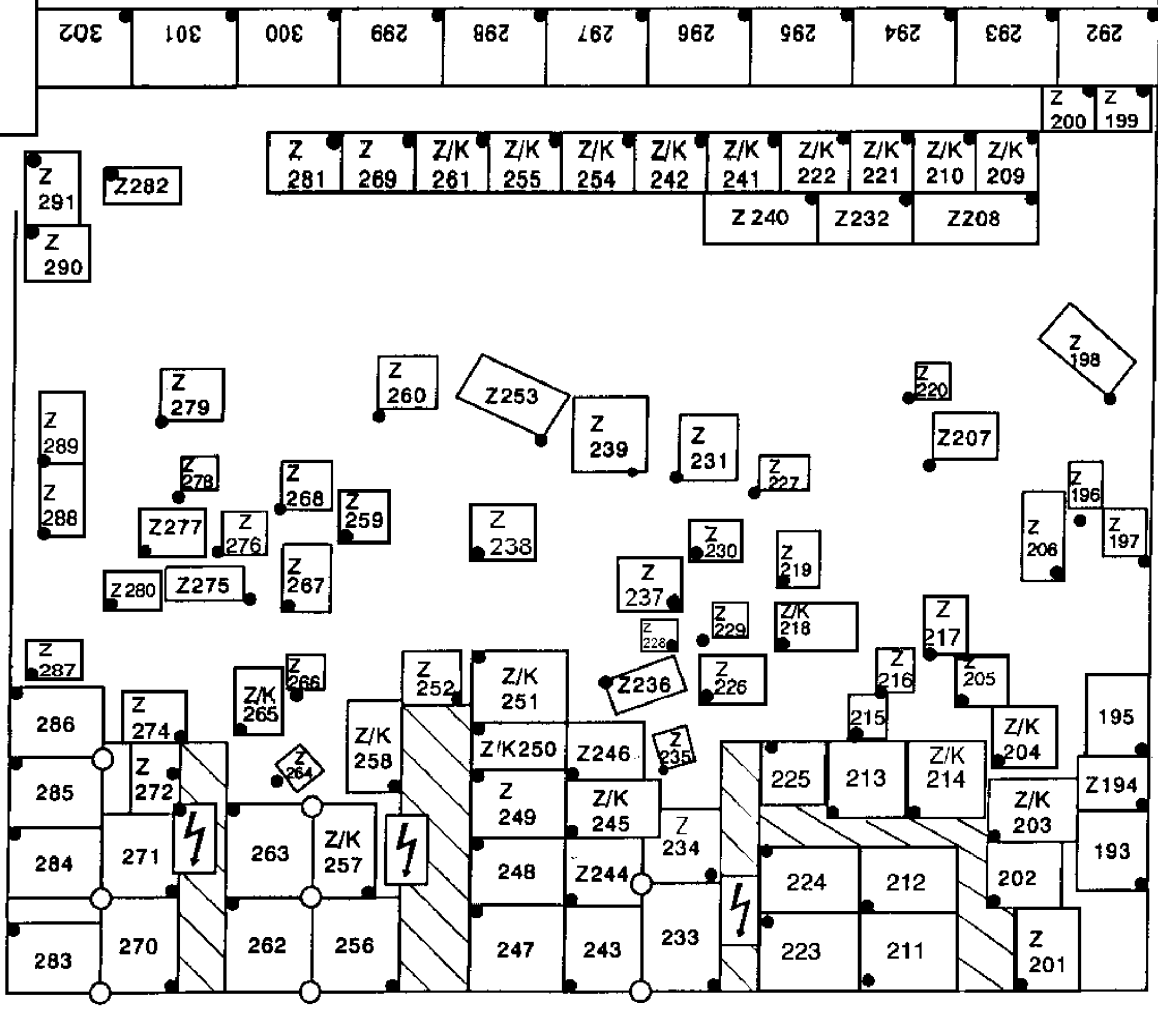 302 301 300 299 298 297 296 295 294 293 292
Z 200
Z 199
Z 281
Z 269
Z/K 261
Z/K 255
Z/K 254
Z/K 242
Z/K 241
Z/K 222
Z/K 221
Z/K 210
Z/K 209
Z 291
Z282
Z 240
Z232
Z208
Z 290
Z 198
Z 279
Z 260
Z253
Z 239
Z 231
Z 220
Z207
Z 289
Z 278
Z 268
Z 259
Z 227
Z 196
Z 288
Z277
Z 276
Z 238
Z 230
Z 219
Z 206
Z 197
Z 280
Z275
Z 267
Z 237
Z 229
Z/K 218
Z 217
Z 228
Z 287
Z 266
Z 252
Z/K 251
Z236
Z 226
Z 216
Z 205
286
Z 274
Z/K 265
Z/K 258
Z/K 250
Z246
Z 235
215
Z/K 204
195
285
Z 272
Z 264
Z 249
Z/K 245
225
213
Z/K 214
Z/K 203
Z194
284
271
263
Z/K 257
248
Z244
Z 234
224
212
202
193
283
270
262
256
247
243
233
223
211
Z 201